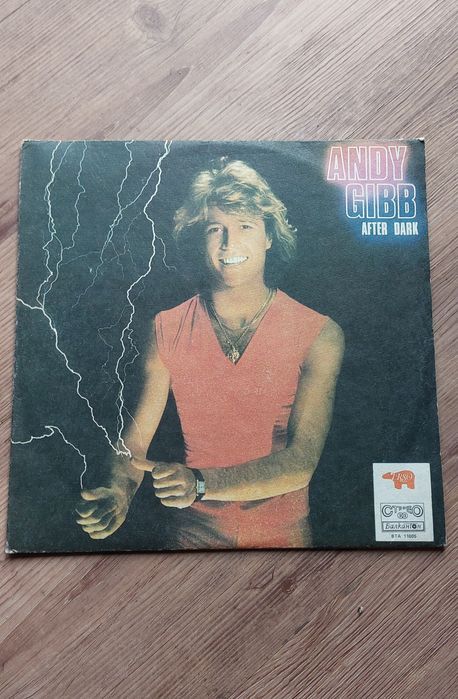 ANDY
GIBB
AFTER DARK
RSO
СТЕРЕО
Балкантон
ВТА 11005